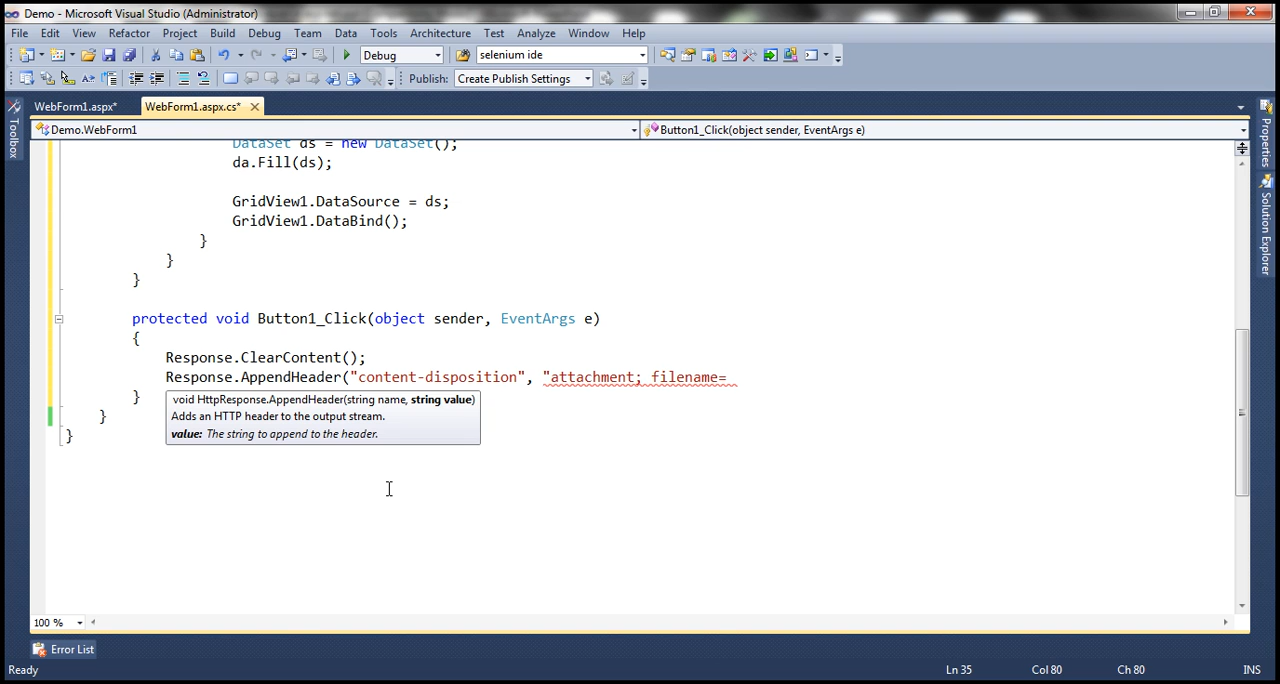 Demo - Microsoft Visual Studio (Administrator)
File Edit View Refactor Project Build Debug Team Data Tools Architecture Test Analyze Window Help
Debug selenium ide
Publish: Create Publish Settings
WebForm1.aspx* WebForm1.aspx.cs*
Demo.WebForm1 Button1_Click(object sender, EventArgs e)
Toolbox
Properties
Solution Explorer
DataSet ds = new DataSet();
da.Fill(ds);
GridView1.DataSource = ds;
GridView1.DataBind();
}
}
}
protected void Button1_Click(object sender, EventArgs e)
{
Response.ClearContent();
Response.AppendHeader("content-disposition", "attachment; filename=
}
void HttpResponse.AppendHeader(string name, string value)
Adds an HTTP header to the output stream.
value: The string to append to the header.
}
}
100 %
Error List
Ready Ln 35 Col 80 Ch 80 INS